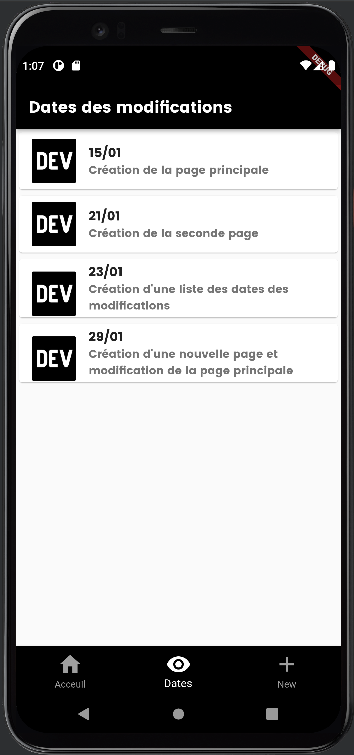 1:07
DEBUG
Dates des modifications
DEV
15/01
Création de la page principale
DEV
21/01
Création de la seconde page
DEV
23/01
Création d'une liste des dates des
modifications
DEV
29/01
Création d'une nouvelle page et
modification de la page principale
Acceuil
Dates
New